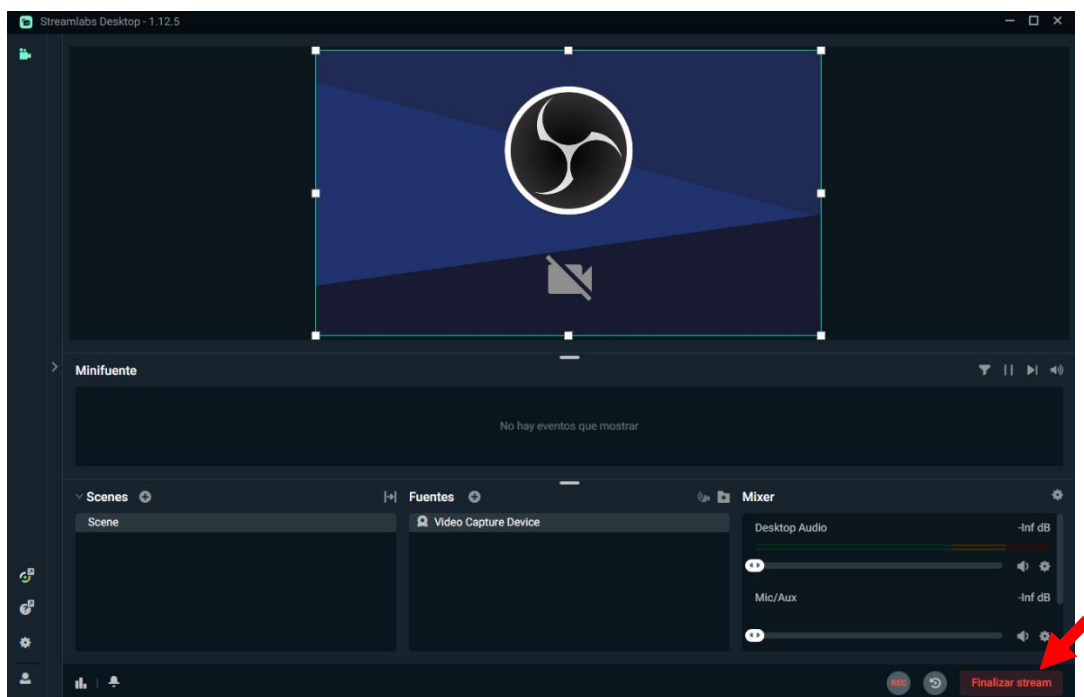 Streamlabs Desktop - 1.12.5
Minifuente
No hay eventos que mostrar
Scenes
Fuentes
Mixer
Scene
Video Capture Device
Desktop Audio
-Inf dB
Mic/Aux
-Inf dB
REC
Finalizar stream